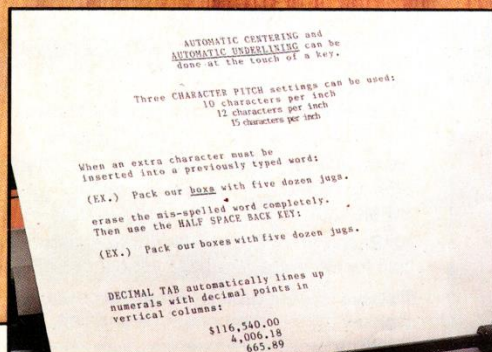 AUTOMATIC CENTERING and
AUTOMATIC UNDERLINING can be
done at the touch of a key.
Three CHARACTER PITCH settings can be used:
10 characters per inch
12 characters per inch
15 characters per inch
When an extra character must be
inserted into a previously typed word:
(EX.) Pack our boxs with five dozen jugs.
erase the mis-spelled word completely.
Then use the HALF SPACE BACK KEY:
(EX.) Pack our boxes with five dozen jugs.
DECIMAL TAB automatically lines up
numerals with decimal points in
vertical columns:
$116,540.00
4,006.18
665.89